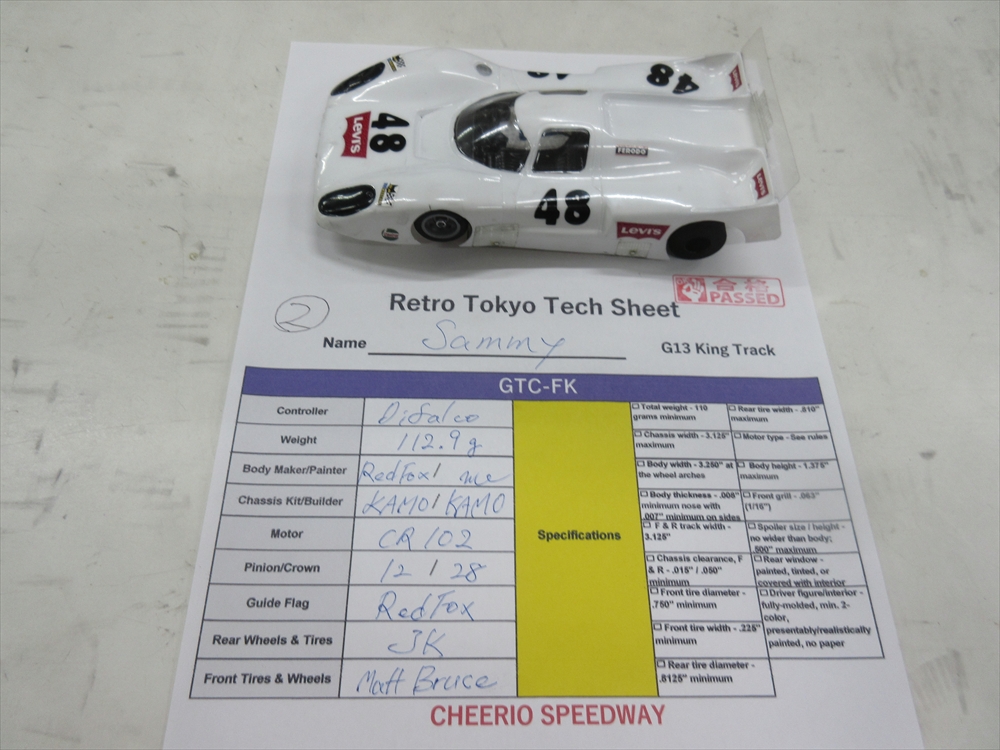 48
48
LEVI'S
48
FERODO
48
LEVI'S
合格
PASSED
2
Retro Tokyo Tech Sheet
Name Sammy
G13 King Track
GTC-FK
Controller DiFalco
Weight 112.9g
Body Maker/Painter RedFox / me
Chassis Kit/Builder KAMO / KAMO
Motor CR 102
Pinion/Crown 12 / 28
Guide Flag RedFox
Rear Wheels & Tires JK
Front Tires & Wheels Matt Bruce
Specifications
Total weight - 110
grams minimum
Rear tire width - .810"
maximum
Chassis width - 3.125"
maximum
Motor type - See rules
Body width - 3.250" at
the wheel arches
Body height - 1.375"
maximum
Body thickness - .008"
minimum nose with
.007" minimum on sides
Front grill - .063"
(1/16")
F & R track width -
3.125"
Spoiler size / height -
no wider than body;
.500" maximum
Chassis clearance, F
& R - .015" / .050"
minimum
Rear window -
painted, tinted, or
covered with interior
Front tire diameter -
.750" minimum
Driver figure/interior -
fully-molded, min. 2-
color,
presentably/realistically
painted, no paper
Front tire width - .225"
minimum
Rear tire diameter -
.8125" minimum
CHEERIO SPEEDWAY